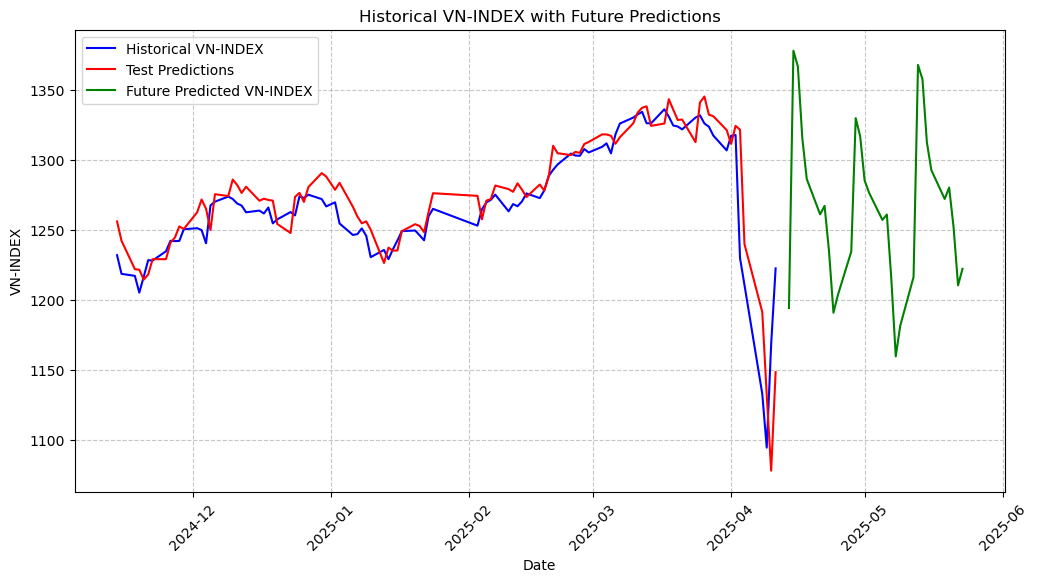 Historical VN-INDEX with Future Predictions
Historical VN-INDEX
Test Predictions
Future Predicted VN-INDEX
VN-INDEX
1350
1300
1250
1200
1150
1100
2024-12
2025-01
2025-02
2025-03
2025-04
2025-05
2025-06
Date